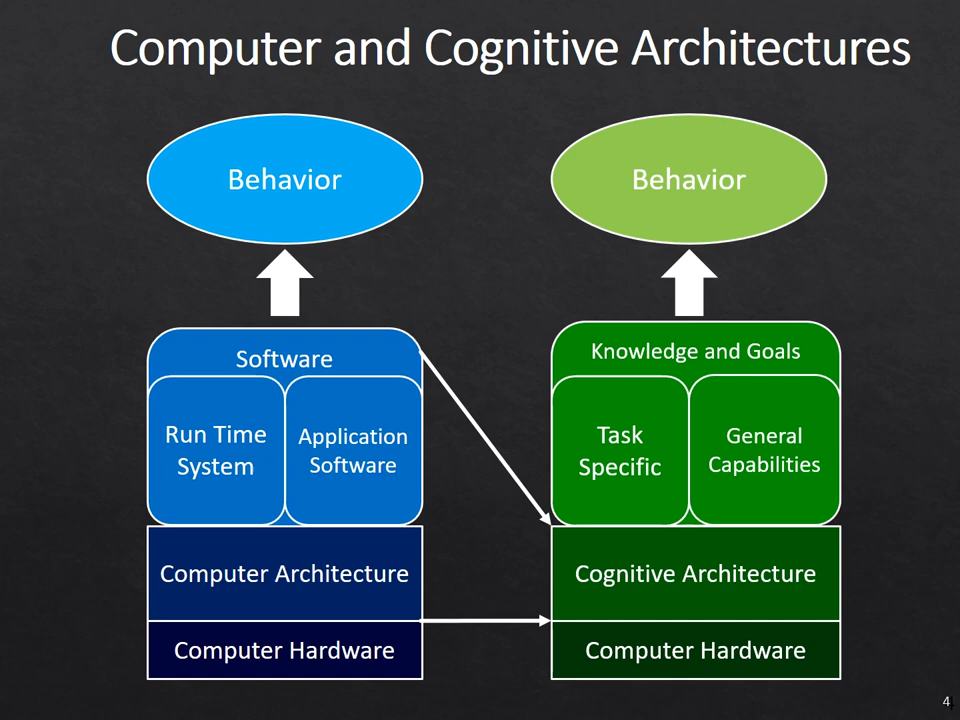 Computer and Cognitive Architectures
Behavior
Behavior
Software
Run Time
System
Application
Software
Computer Architecture
Computer Hardware
Knowledge and Goals
Task
Specific
General
Capabilities
Cognitive Architecture
Computer Hardware
4